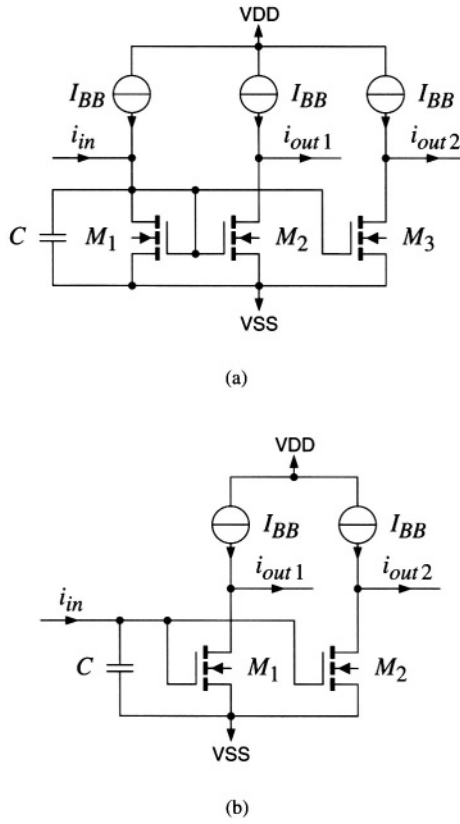 VDD
I_BB I_BB I_BB
i_in i_out1 i_out2
C M_1 M_2 M_3
VSS
(a)
VDD
I_BB I_BB
i_in i_out1 i_out2
C M_1 M_2
VSS
(b)